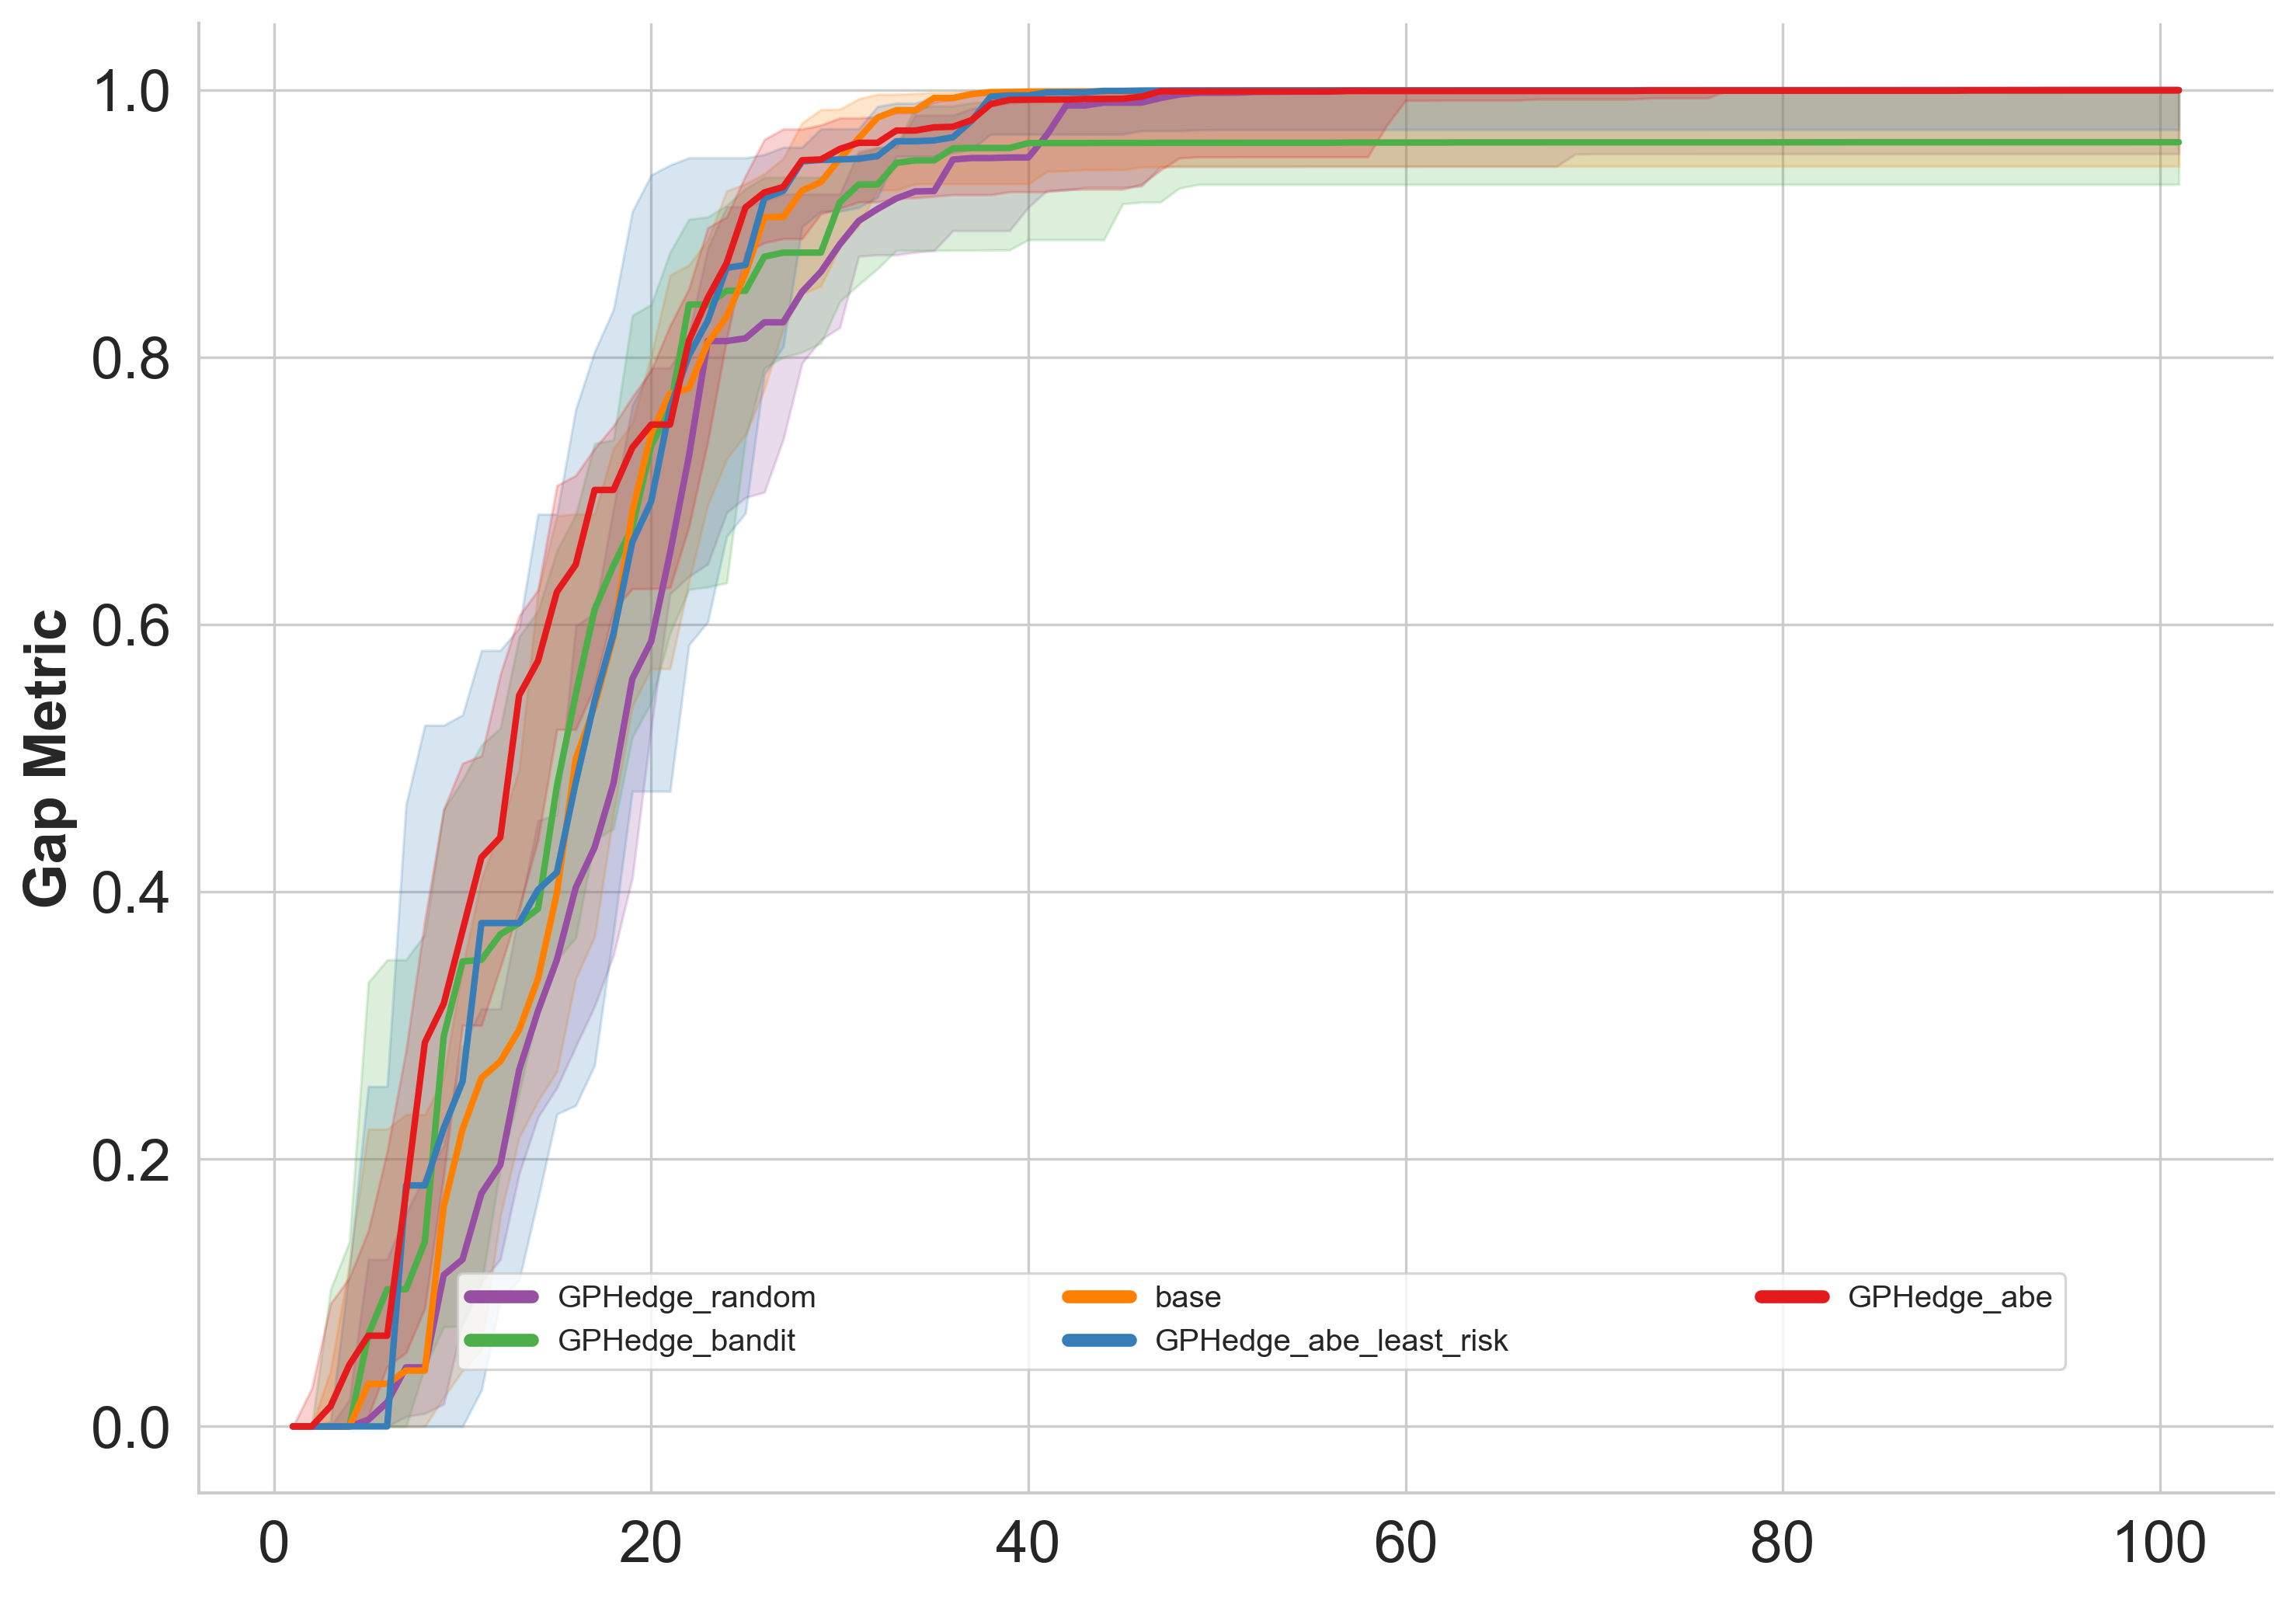 Gap Metric
1.0
0.8
0.6
0.4
0.2
0.0
GPHedge_random
GPHedge_bandit
base
GPHedge_abe_least_risk
GPHedge_abe
0 20 40 60 80 100